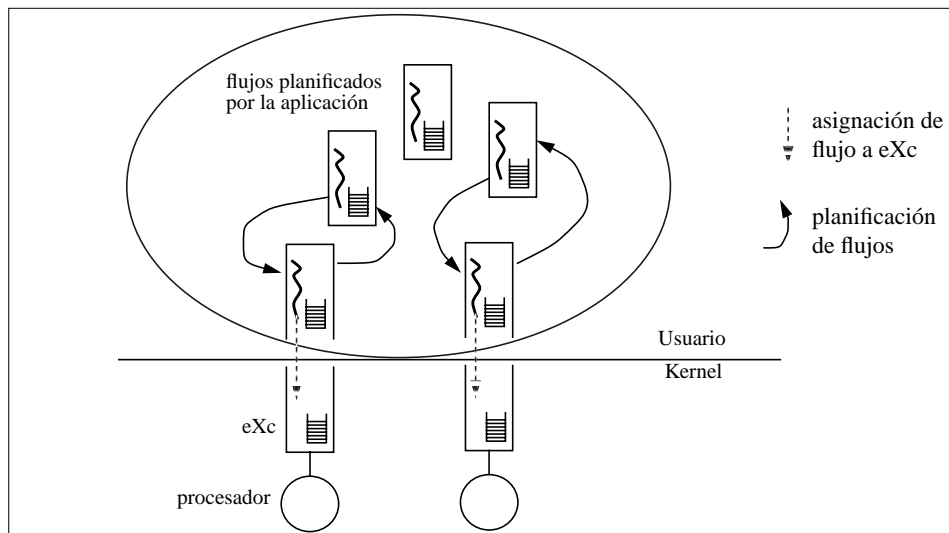 flujos planificados
por la aplicación
asignación de
flujo a eXc
planificación
de flujos
Usuario
Kernel
eXc
procesador